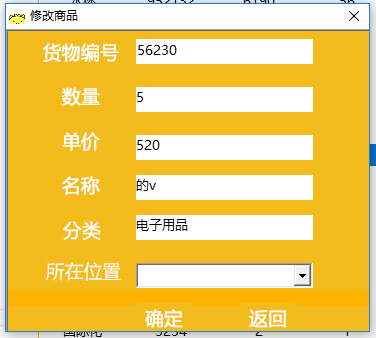 修改商品
货物编号 56230
数量 5
单价 520
名称 的v
分类 电子用品
所在位置
确定 返回